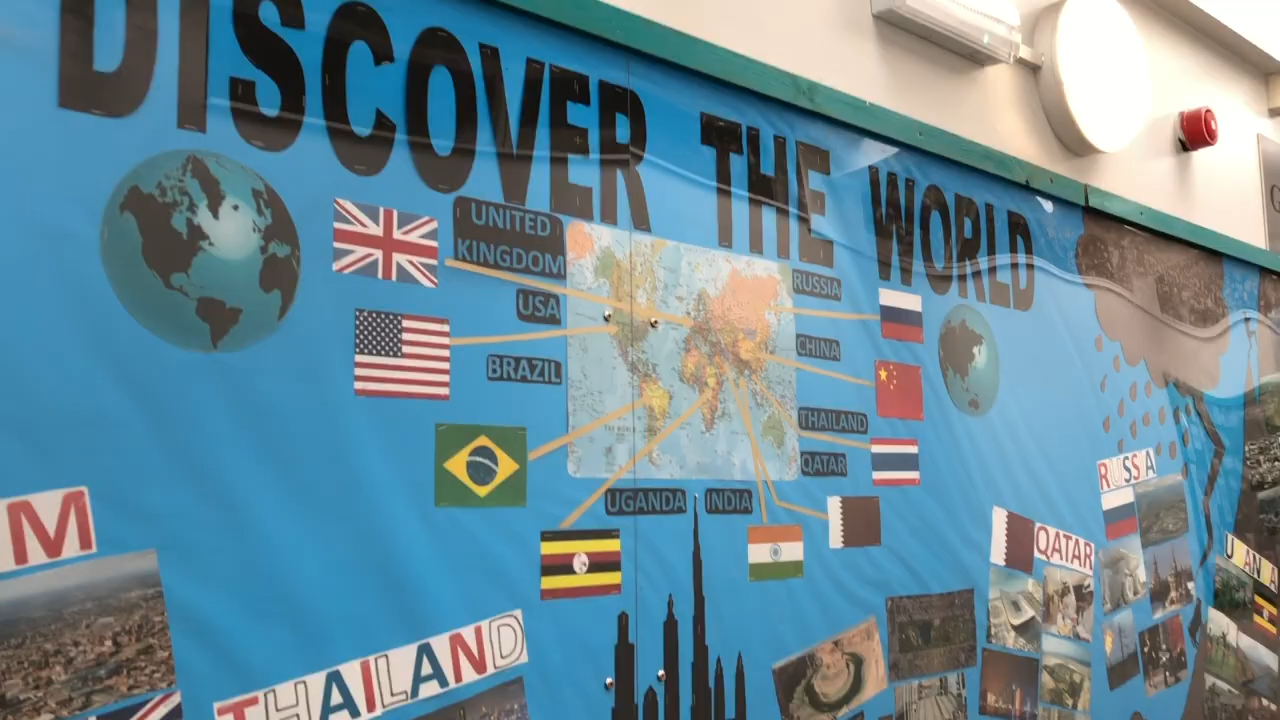 DISCOVER THE WORLD
UNITED
KINGDOM
USA
BRAZIL
RUSSIA
CHINA
THAILAND
QATAR
UGANDA
INDIA
M
THAILAND
QATAR
RUSSIA